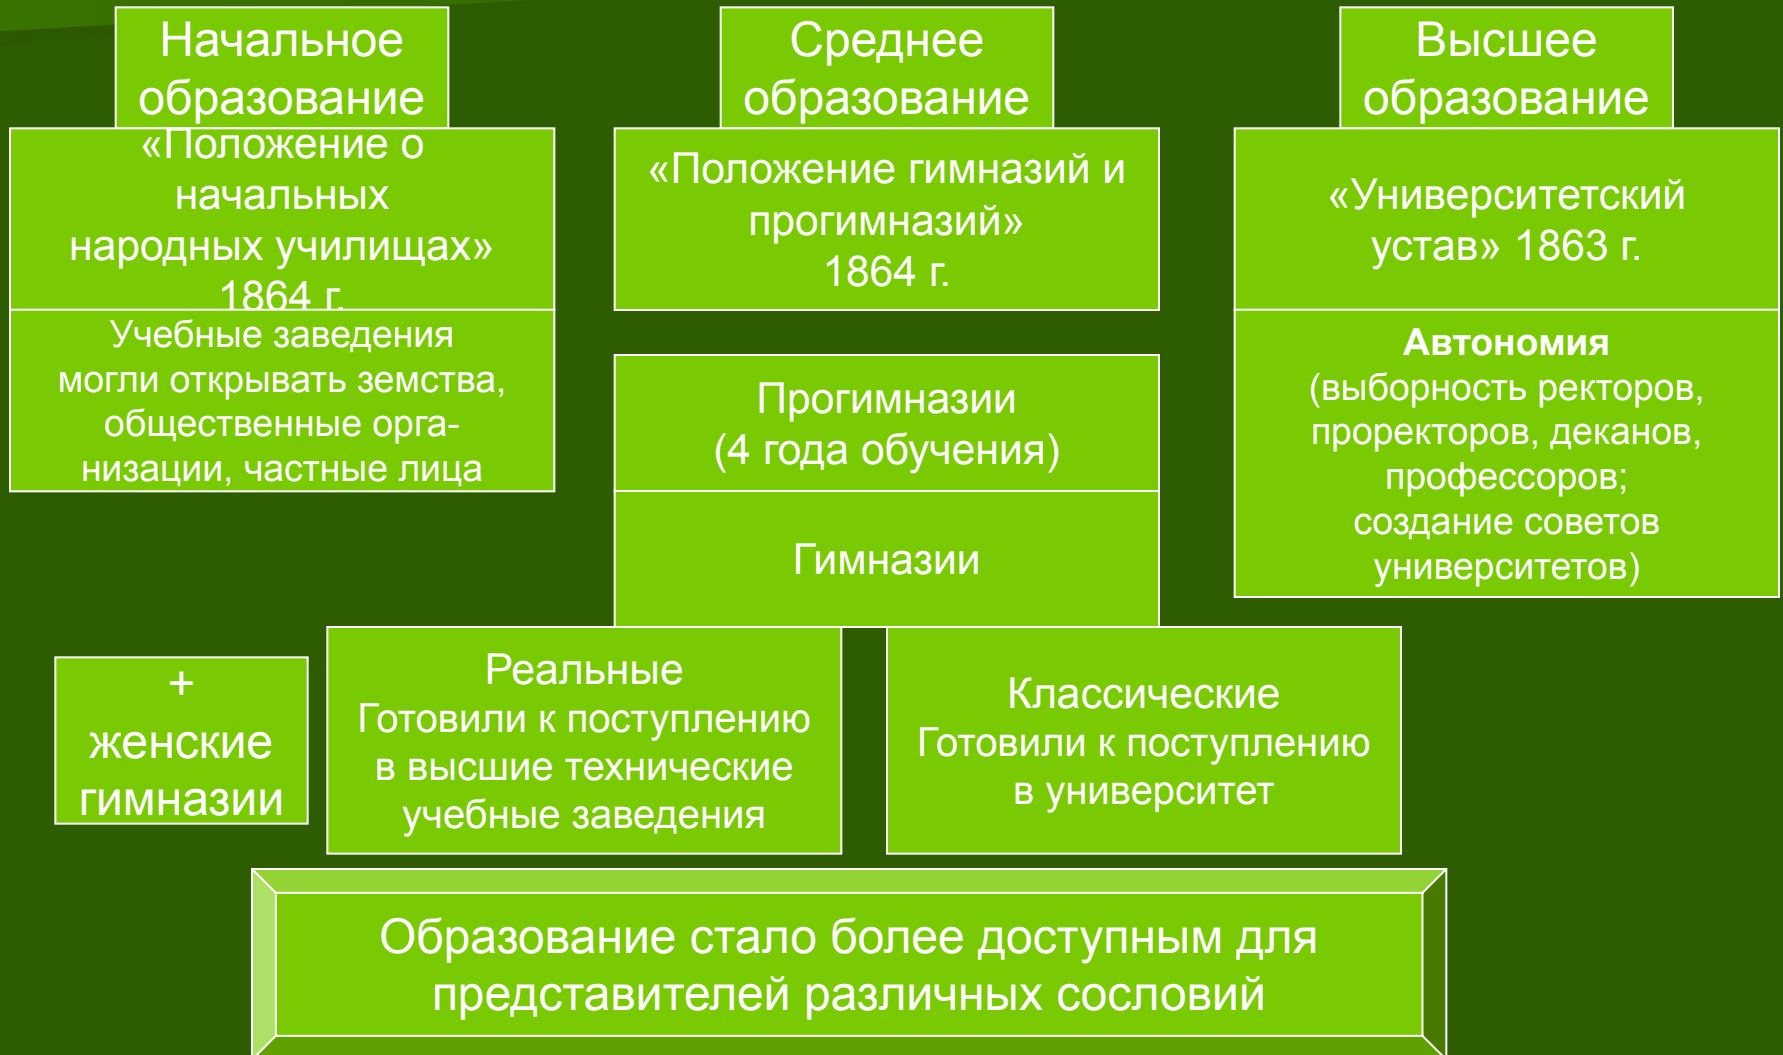 Начальное
образование
«Положение о
начальных
народных училищах»
1864 г.
Учебные заведения
могли открывать земства,
общественные орга-
низации, частные лица
Среднее
образование
«Положение гимназий и
прогимназий»
1864 г.
Прогимназии
(4 года обучения)
Гимназии
Высшее
образование
«Университетский
устав» 1863 г.
Автономия
(выборность ректоров,
проректоров, деканов,
профессоров;
создание советов
университетов)
+
женские
гимназии
Реальные
Готовили к поступлению
в высшие технические
учебные заведения
Классические
Готовили к поступлению
в университет
Образование стало более доступным для
представителей различных сословий